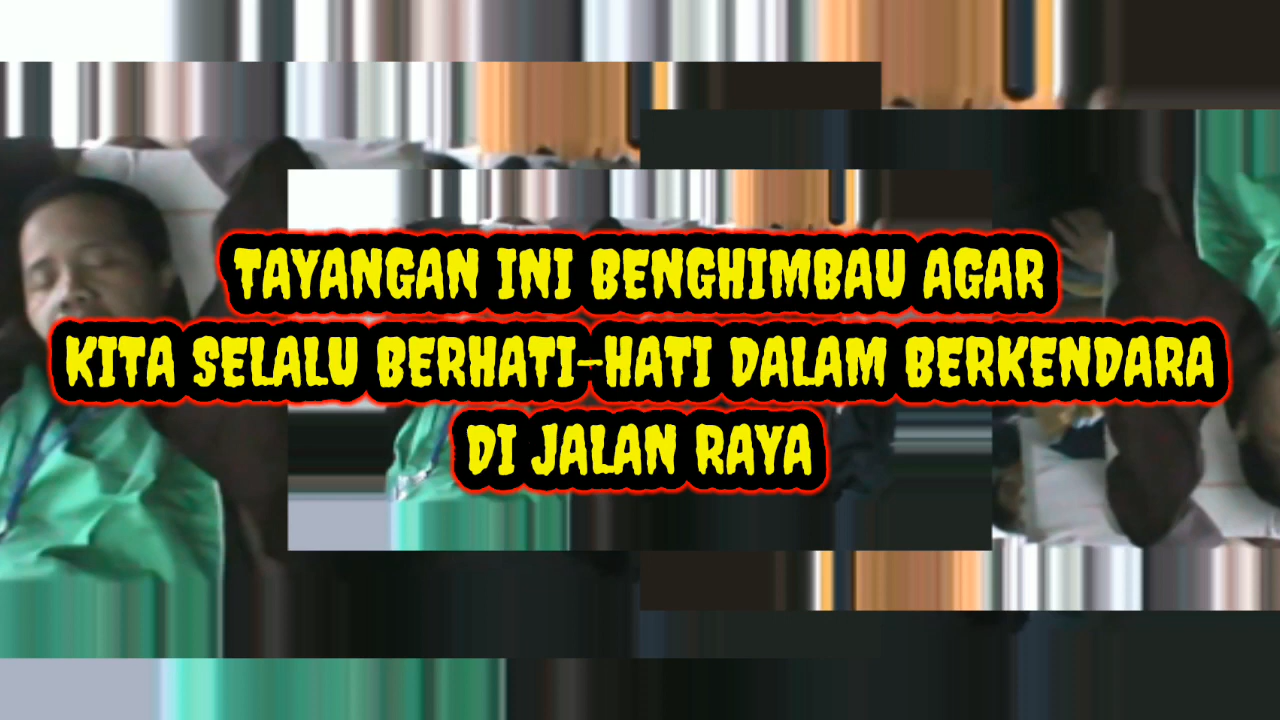 TAYANGAN INI BENGHIMBAU AGAR
KITA SELALU BERHATI-HATI DALAM BERKENDARA
DI JALAN RAYA